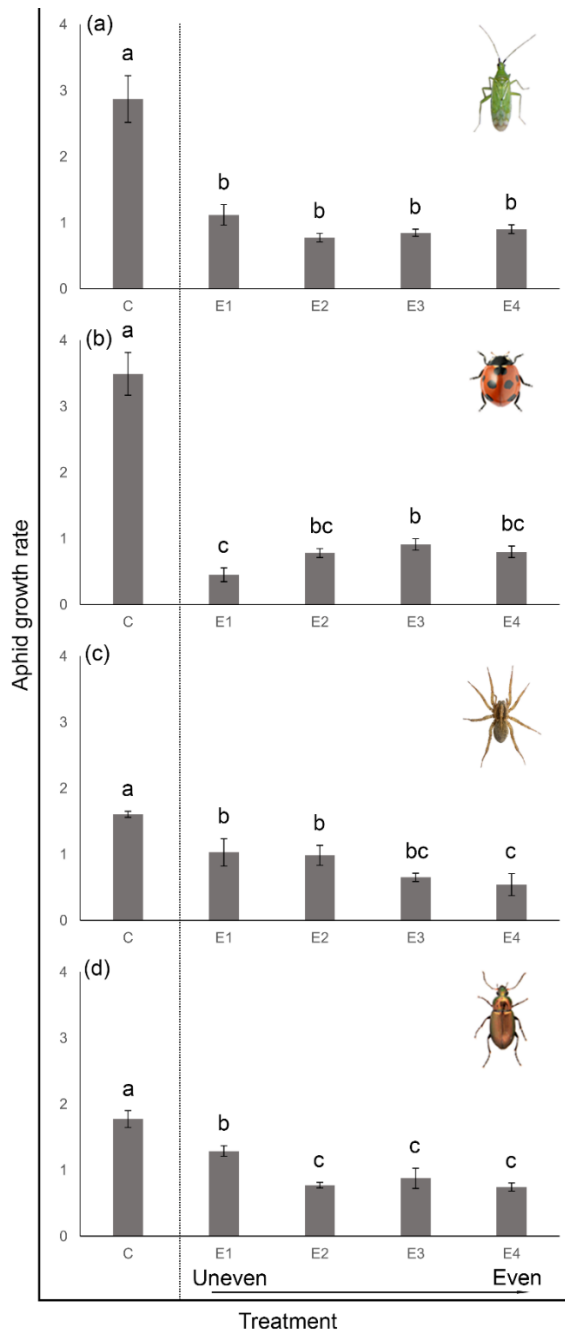 Aphid growth rate
(a)
4
3
2
1
0
a
b
b
b
b
C E1 E2 E3 E4
(b)
4
3
2
1
0
a
c
bc
b
bc
C E1 E2 E3 E4
(c)
4
3
2
1
0
a
b
b
bc
c
C E1 E2 E3 E4
(d)
4
3
2
1
0
a
b
c
c
c
C E1 E2 E3 E4
Uneven Even
Treatment